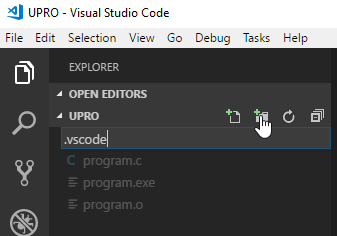 UPRO - Visual Studio Code
File Edit Selection View Go Debug Tasks Help
EXPLORER
OPEN EDITORS
UPRO
.vscode
C program.c
program.exe
program.o